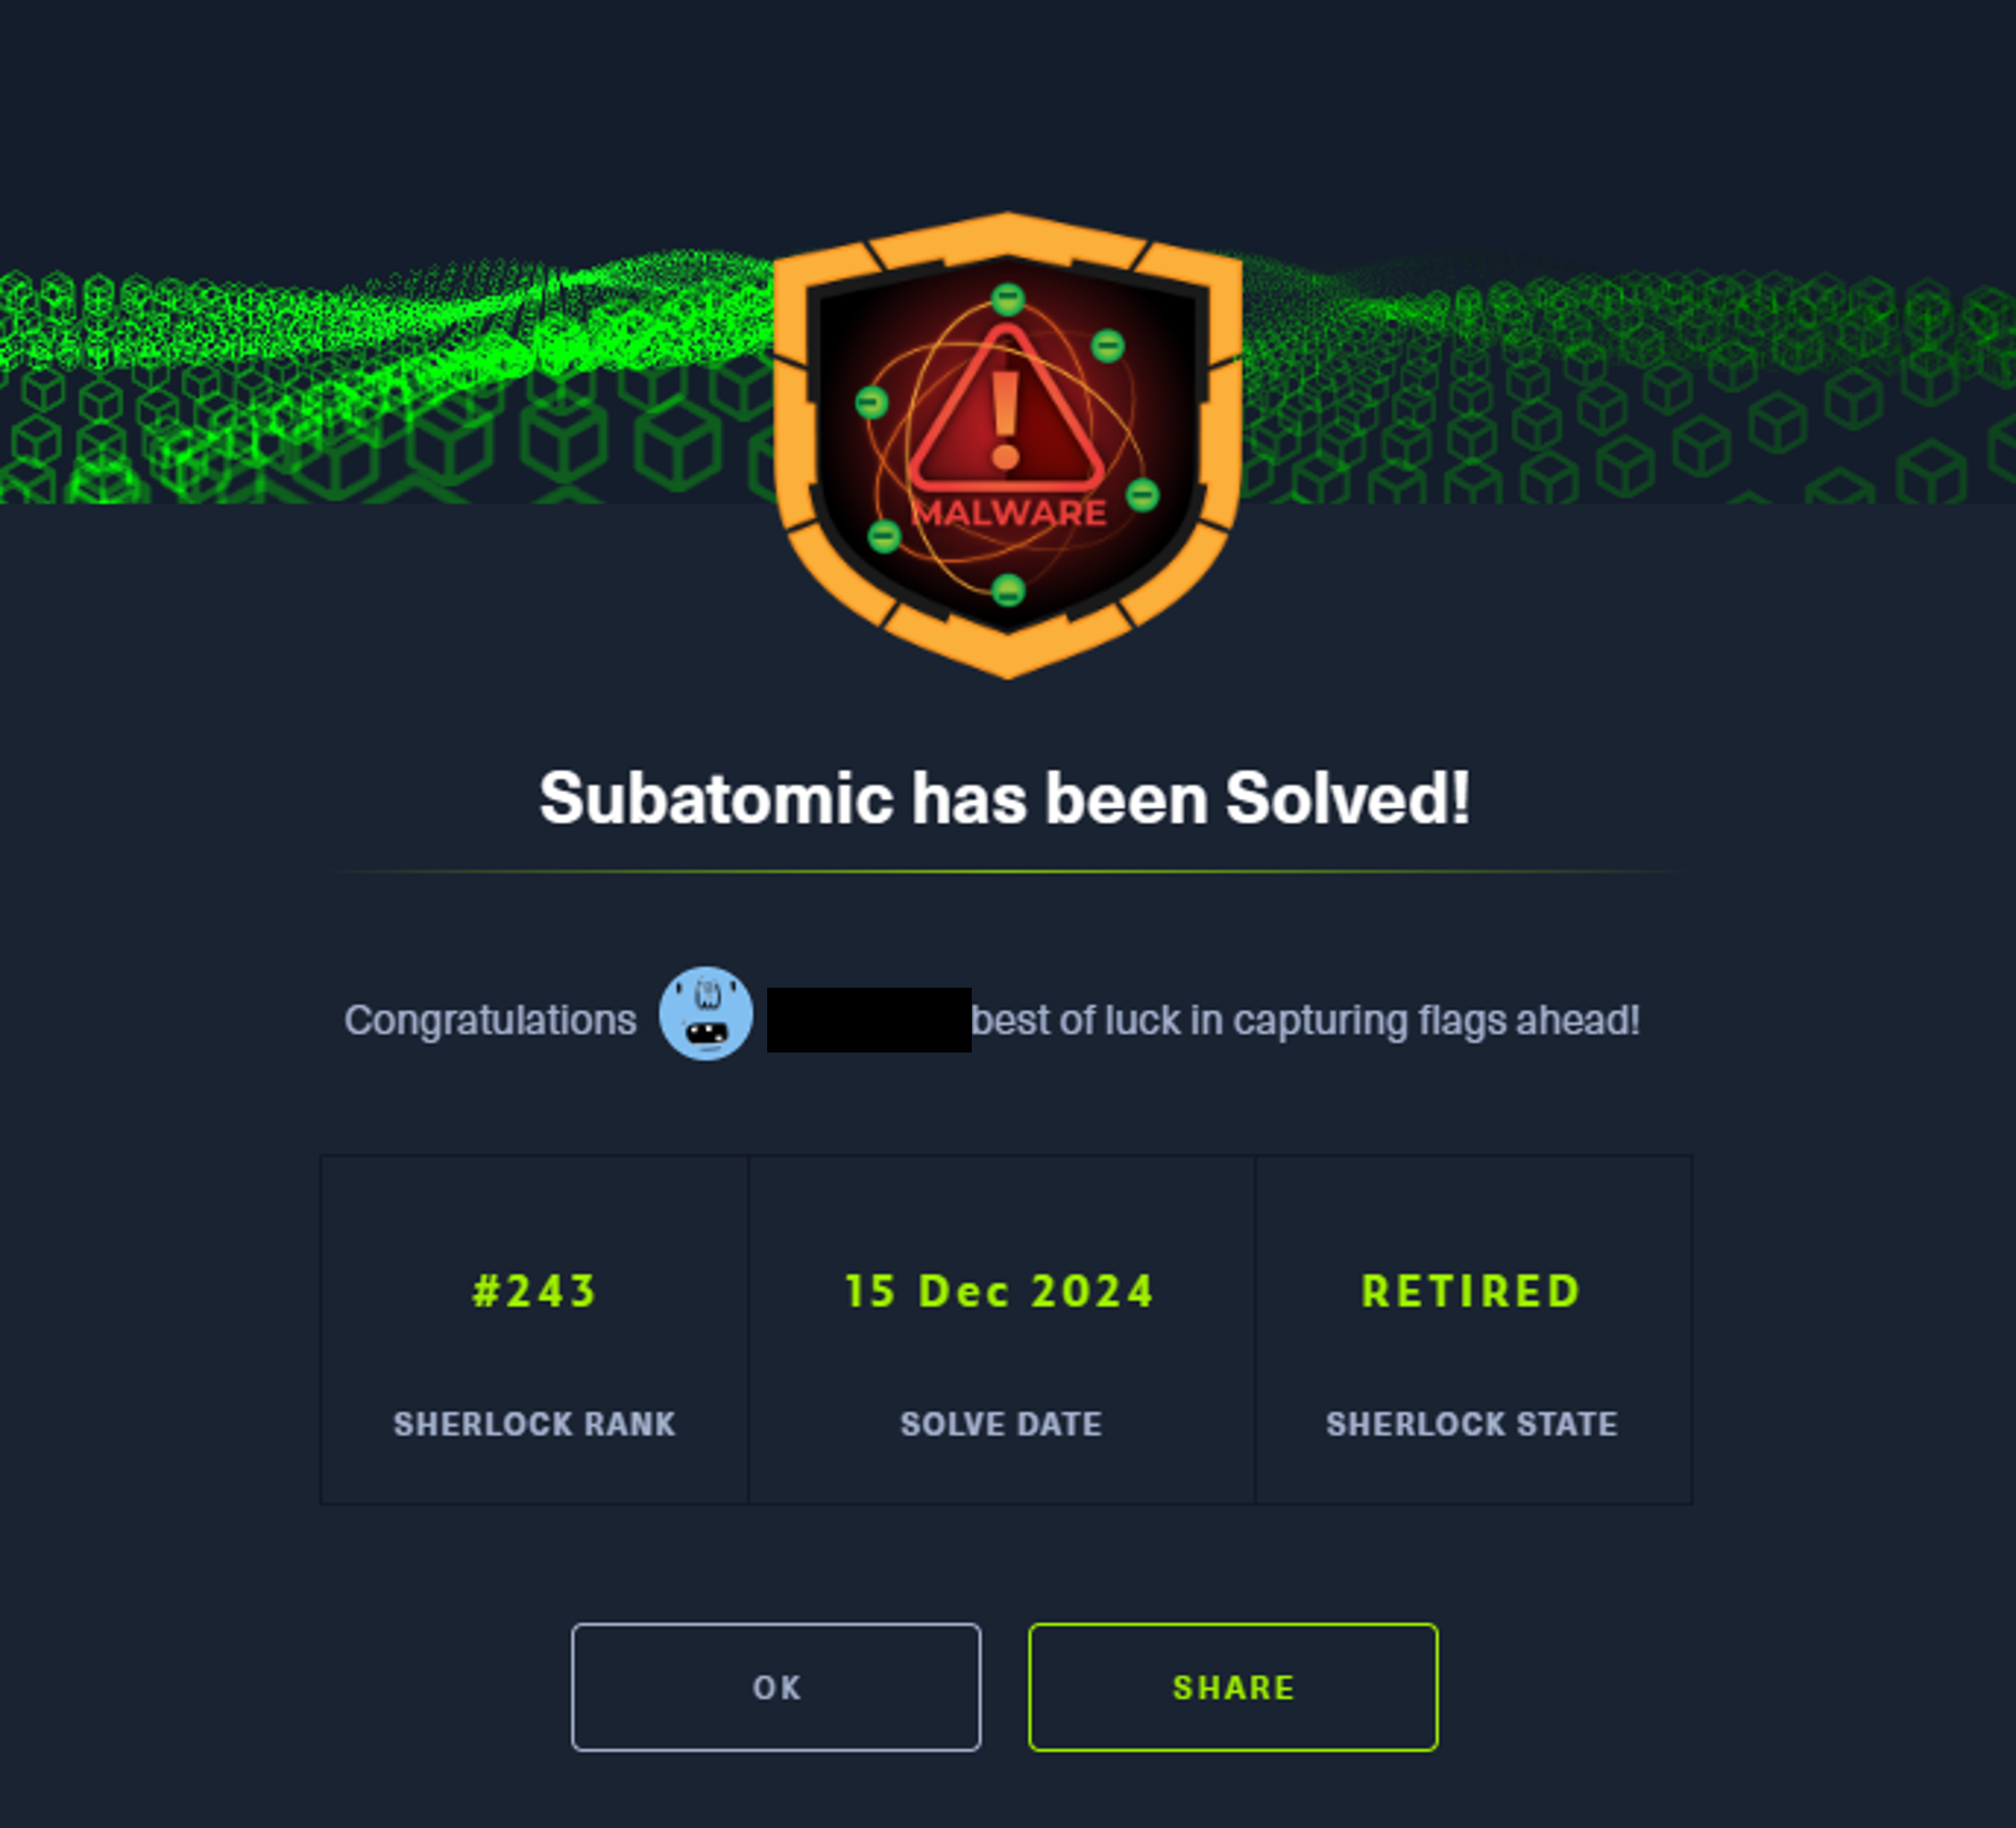 MALWARE
Subatomic has been Solved!
Congratulations best of luck in capturing flags ahead!
#243 15 Dec 2024 RETIRED
SHERLOCK RANK SOLVE DATE SHERLOCK STATE
OK SHARE